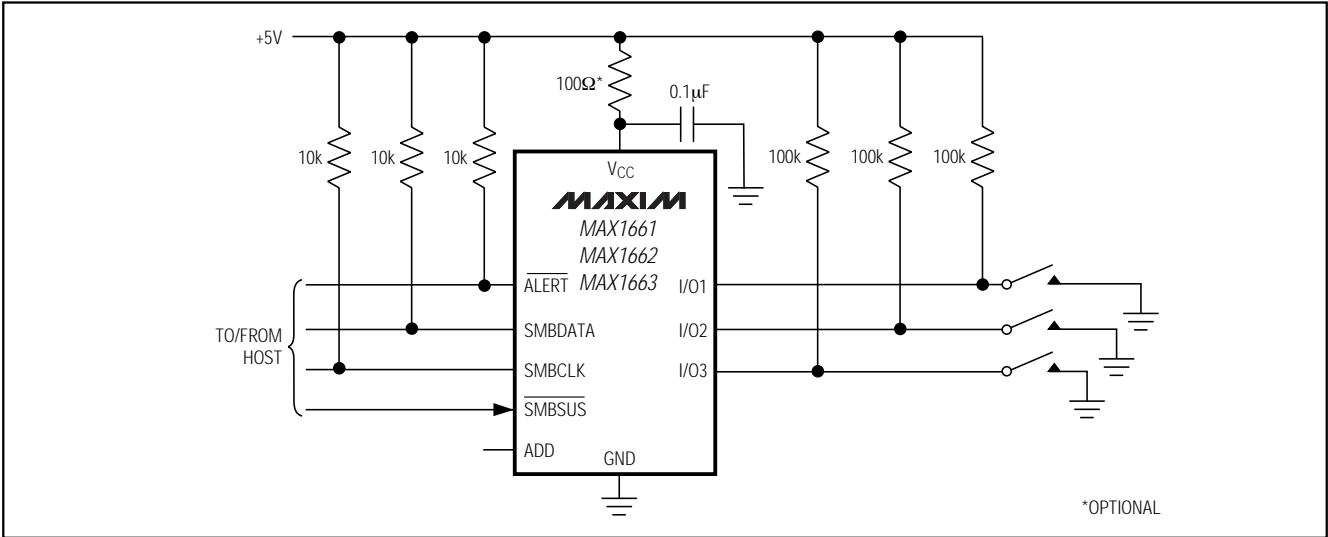 +5V
100Ω*
0.1µF
10k
10k
10k
100k
100k
100k
VCC
MAXIM
MAX1661
MAX1662
MAX1663
ALERT
I/O1
SMBDATA
I/O2
TO/FROM
HOST
SMBCLK
I/O3
SMBSUS
ADD
GND
*OPTIONAL